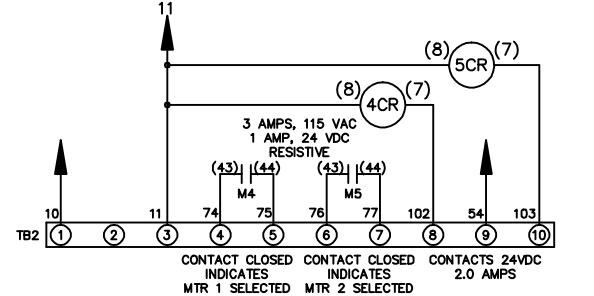 11
(8) 5CR (7)
(8) 4CR (7)
3 AMPS, 115 VAC
1 AMP, 24 VDC
RESISTIVE
(43) (44) (43) (44)
M4 M5
10 11 74 75 76 77 102 54 103
TB2 1 2 3 4 5 6 7 8 9 10
CONTACT CLOSED CONTACT CLOSED CONTACTS 24VDC
INDICATES INDICATES 2.0 AMPS
MTR 1 SELECTED MTR 2 SELECTED